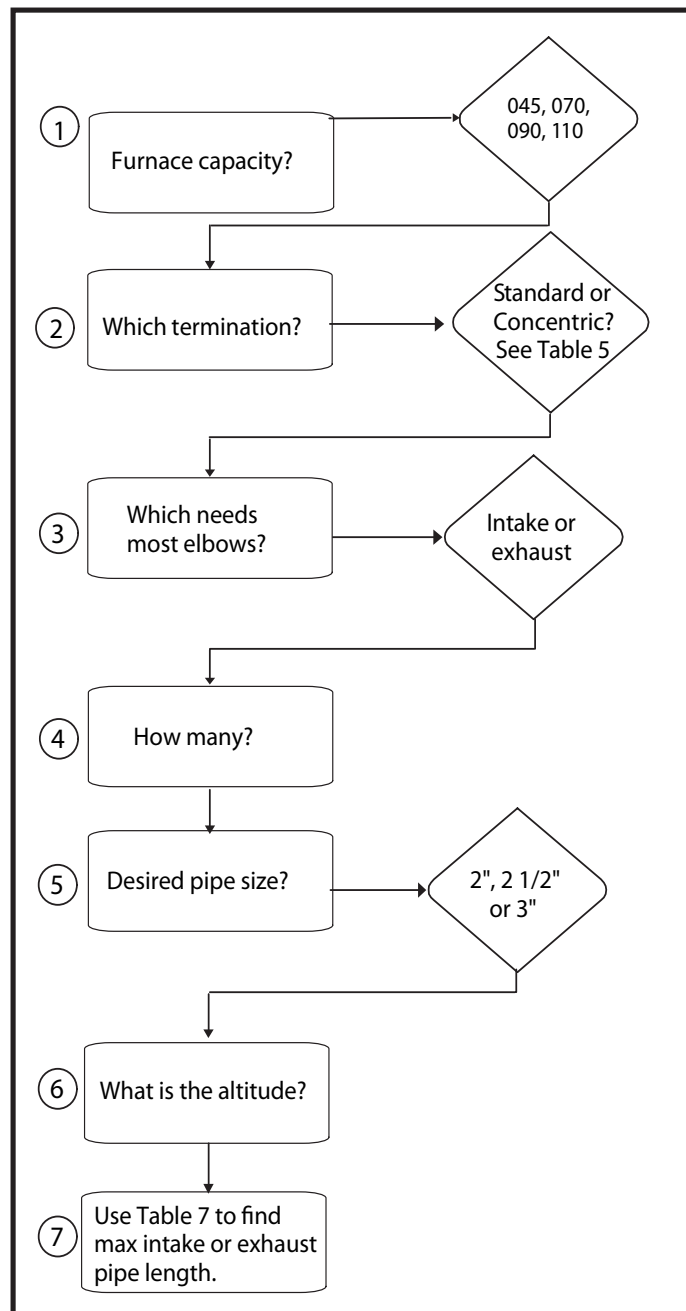 1
Furnace capacity?
045, 070,
090, 110
2
Which termination?
Standard or
Concentric?
See Table 5
3
Which needs
most elbows?
Intake or
exhaust
4
How many?
5
Desired pipe size?
2", 2 1/2"
or 3"
6
What is the altitude?
7
Use Table 7 to find
max intake or exhaust
pipe length.